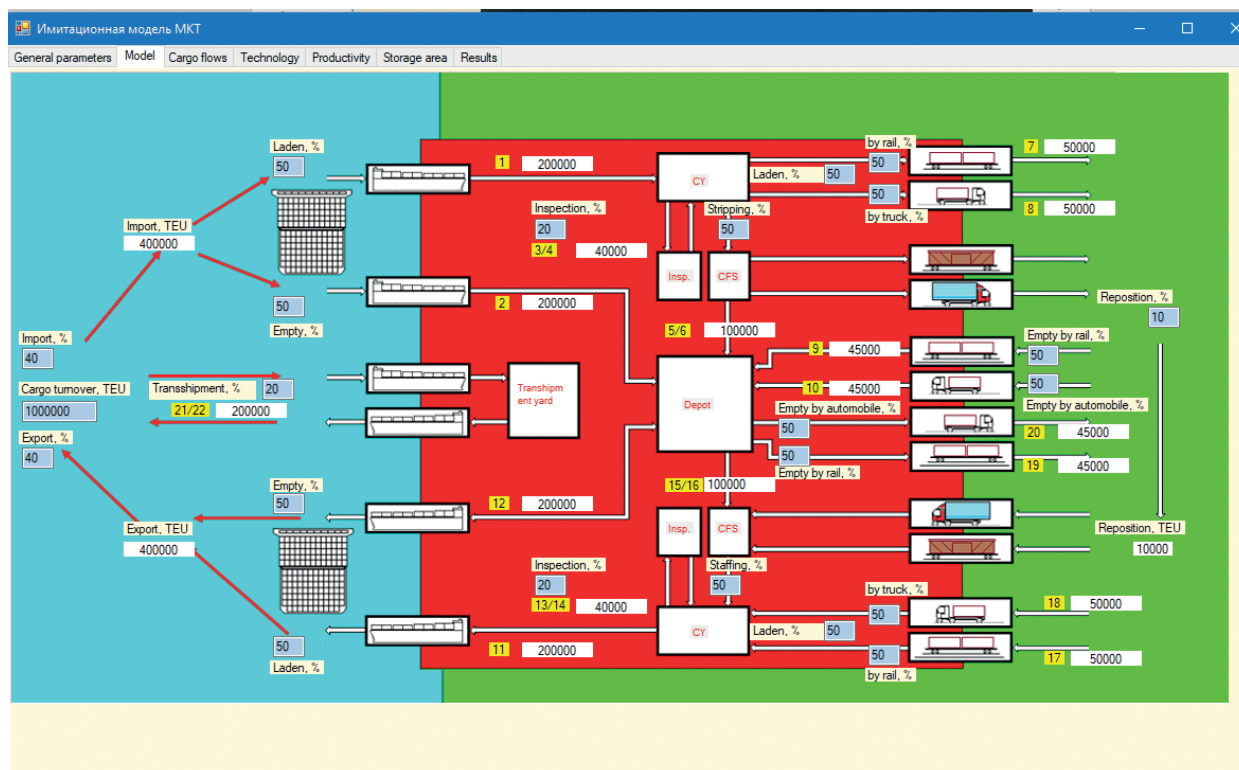 Имитационная модель МКТ
General parameters
Model
Cargo flows
Technology
Productivity
Storage area
Results
Laden, %
50
1
200000
CY
Laden, %
50
by rail, %
50
7
50000
50
by truck, %
8
50000
Import, TEU
400000
Inspection, %
20
3/4
40000
Stripping, %
50
Insp.
CFS
50
Empty, %
2
200000
5/6
100000
Reposition, %
10
Import, %
40
9
45000
Empty by rail, %
50
Cargo turnover, TEU
1000000
Transshipment, %
20
21/22
200000
Transhipm
ent yard
Depot
10
45000
50
Empty by automobile, %
Empty by automobile, %
50
20
45000
Export, %
40
50
Empty by rail, %
19
45000
Empty, %
50
12
200000
15/16
100000
Export, TEU
400000
Insp.
CFS
Reposition, TEU
10000
Inspection, %
20
13/14
40000
Staffing, %
50
by truck, %
50
18
50000
50
Laden, %
11
200000
CY
Laden, %
50
50
by rail, %
17
50000